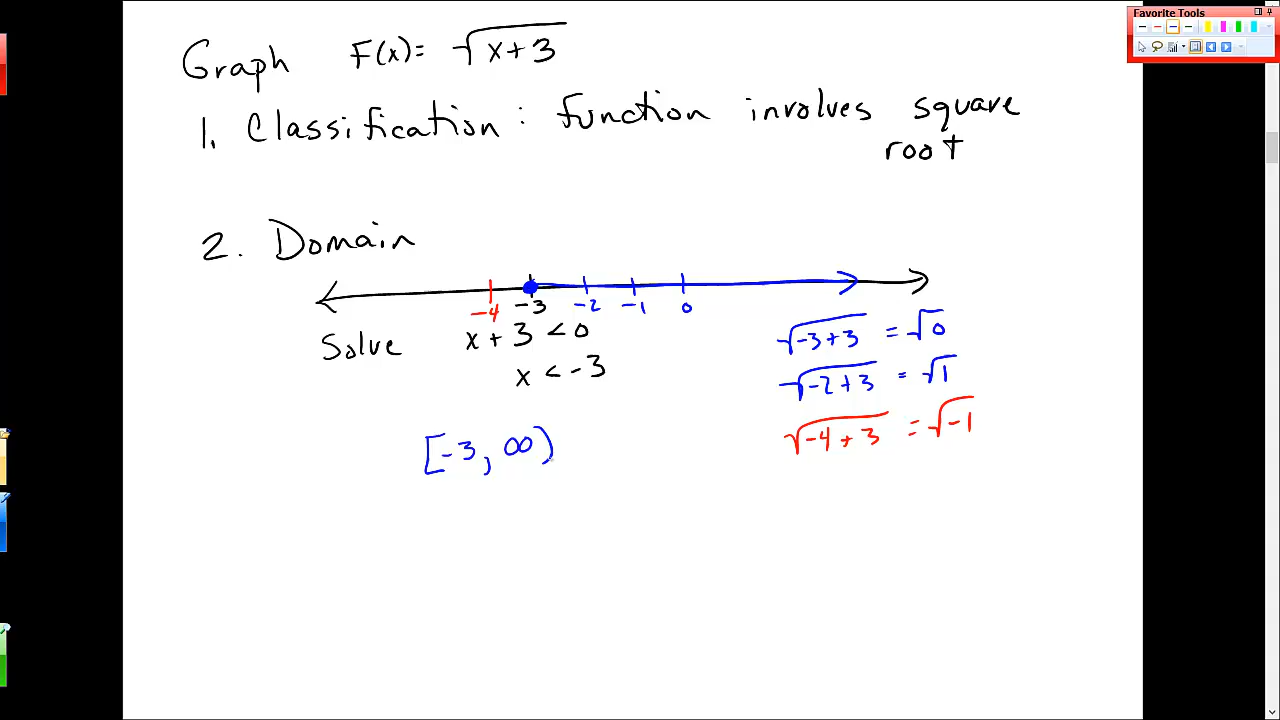 Favorite Tools
Graph F(x)= √x+3
1. Classification : function involves square
root
2. Domain
-4 -3 -2 -1 0
Solve x + 3 < 0
x < -3
√-3+3 = √0
√-2+3 = √1
√-4+3 = √-1
[-3, ∞)